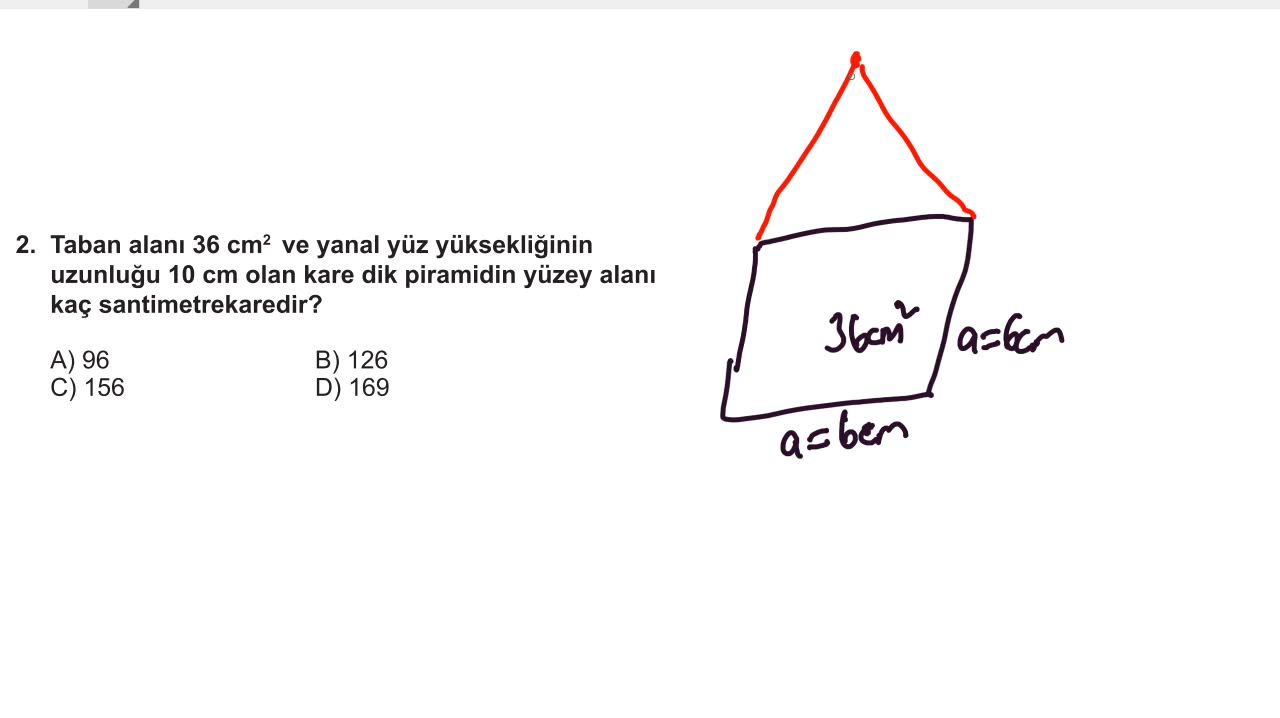 2. Taban alanı 36 cm² ve yanal yüz yüksekliğinin
uzunluğu 10 cm olan kare dik piramidin yüzey alanı
kaç santimetrekaredir?
A) 96 B) 126
C) 156 D) 169
36cm²
a=6cm
a=6cm